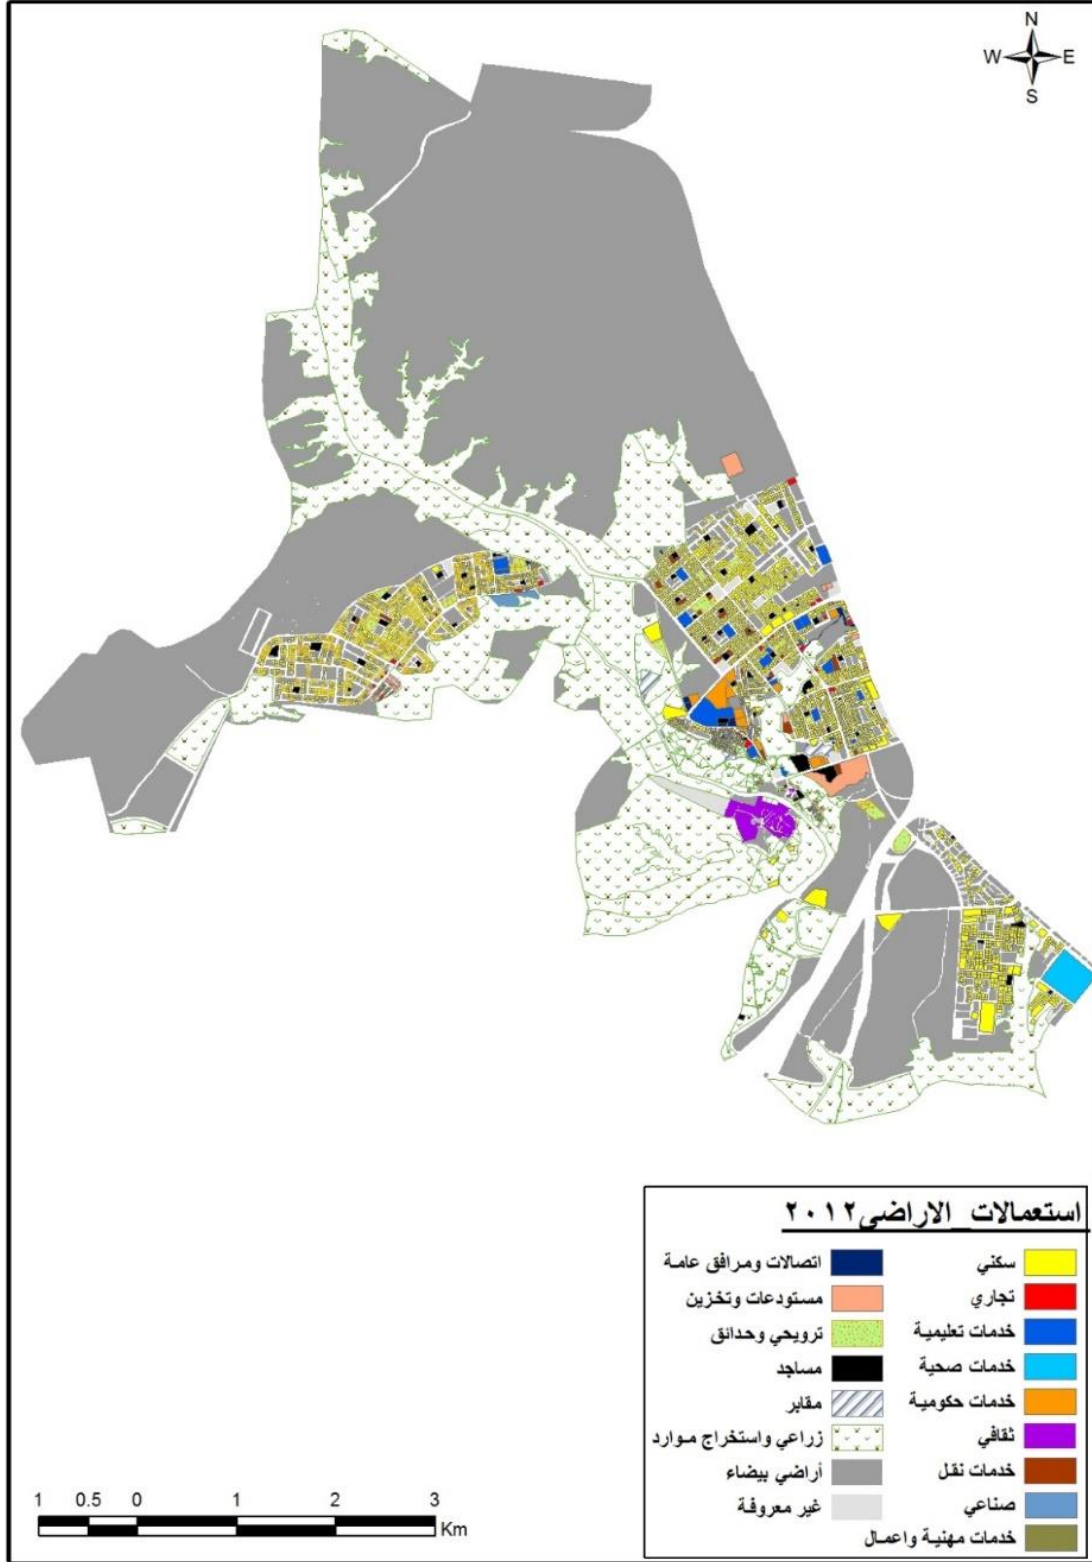 N
W E
S
استعمالات_الاراضي٢٠١٢
سكني
تجاري
خدمات تعليمية
خدمات صحية
خدمات حكومية
ثقافي
خدمات نقل
صناعي
خدمات مهنية واعمال
اتصالات ومرافق عامة
مستودعات وتخزين
ترويحي وحدائق
مساجد
مقابر
زراعي واستخراج موارد
أراضي بيضاء
غير معروفة
1 0.5 0 1 2 3
Km